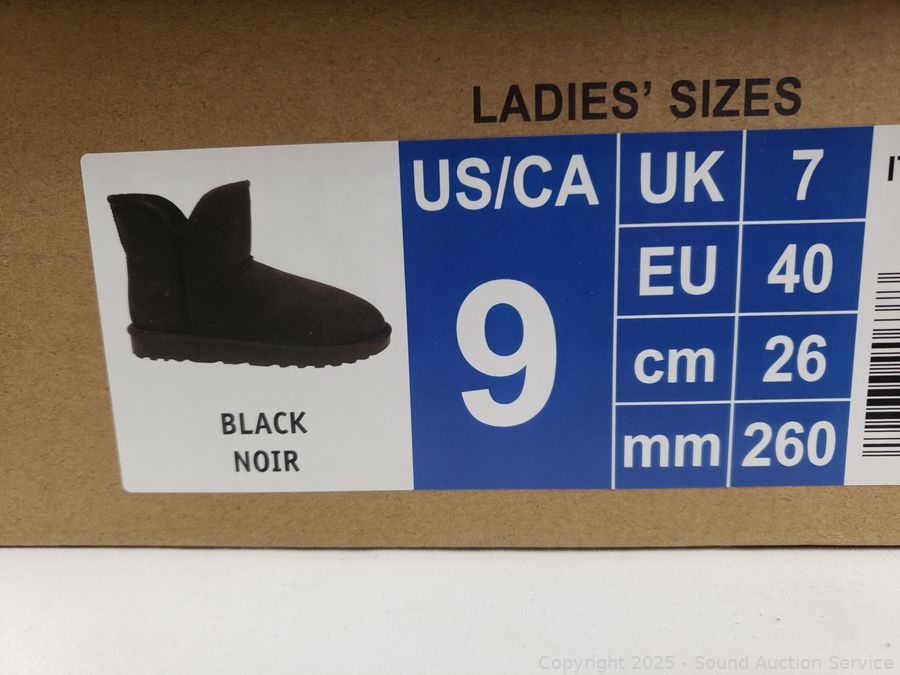 LADIES’ SIZES
US/CA
9
UK 7
EU 40
cm 26
mm 260
BLACK
NOIR
Copyright © 2025 - Sound Auction Service